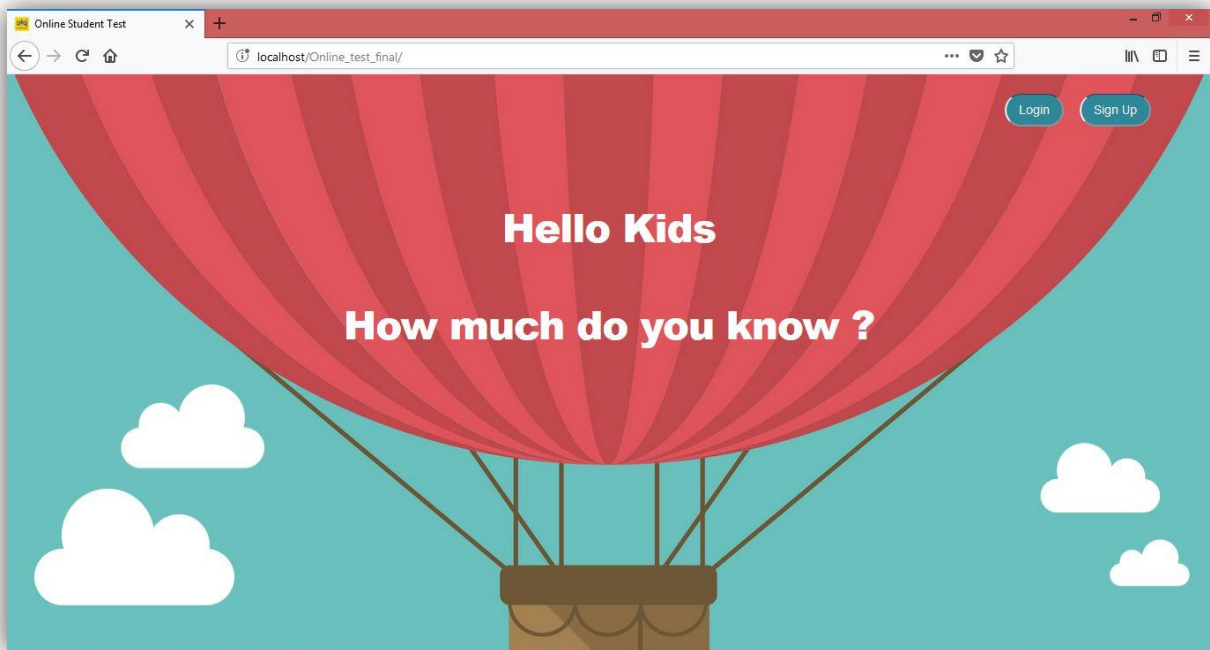 Online Student Test
localhost/Online_test_final/
Login
Sign Up
Hello Kids
How much do you know ?